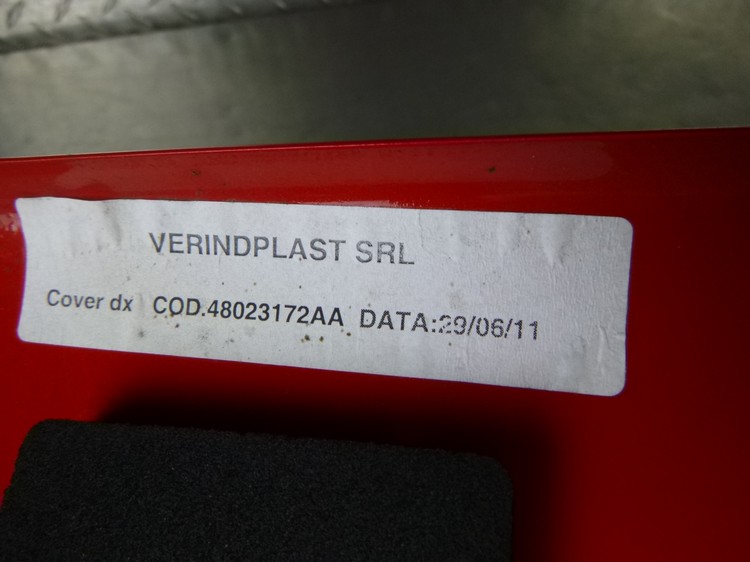 VERINDPLAST SRL
Cover dx COD.48023172AA DATA:29/06/11